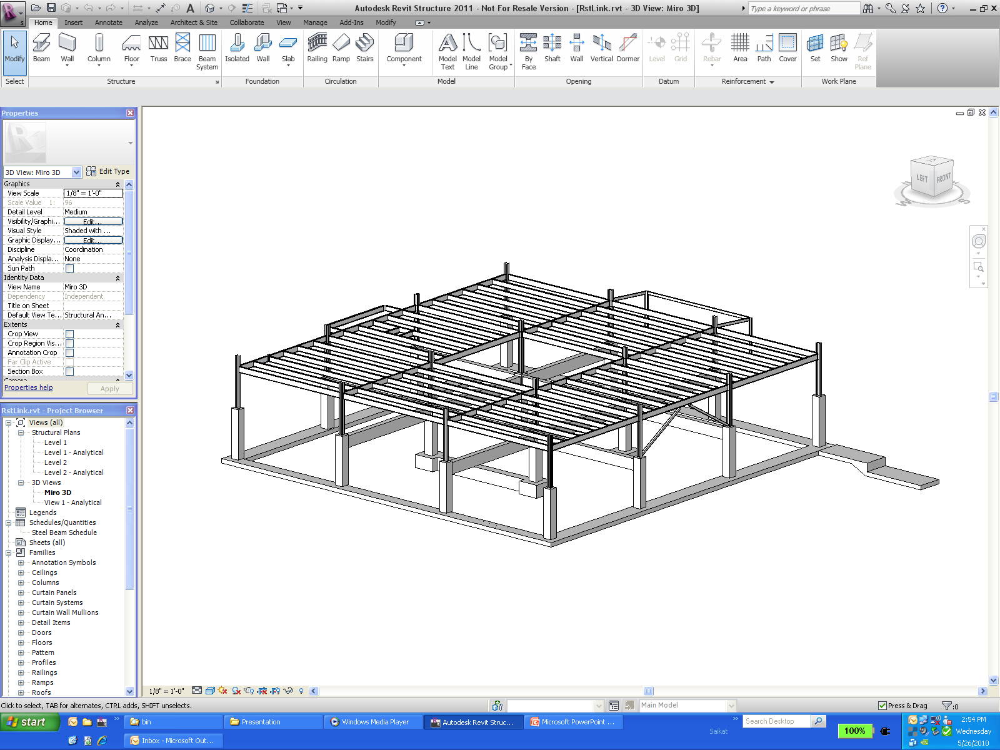 Autodesk Revit Structure 2011 - Not For Resale Version - [RstLink.rvt - 3D View: Miro 3D]
Type a keyword or phrase
Home Insert Annotate Analyze Architect & Site Collaborate View Manage Add-Ins Modify
Modify Beam Wall Column Floor Truss Brace Beam System Isolated Wall Slab Railing Ramp Stairs Component Model Text Model Line Model Group By Face Shaft Wall Vertical Dormer Level Grid Rebar Area Path Cover Set Show Ref Plane
Select Structure Foundation Circulation Model Opening Datum Reinforcement Work Plane
Properties
3D View: Miro 3D Edit Type
Graphics
View Scale 1/8" = 1'-0"
Scale Value 1: 96
Detail Level Medium
Visibility/Graphi... Edit...
Visual Style Shaded with ...
Graphic Display... Edit...
Discipline Coordination
Analysis Displa... None
Sun Path
Identity Data
View Name Miro 3D
Dependency Independent
Title on Sheet
Default View Te... Structural An...
Extents
Crop View
Crop Region Vis...
Annotation Crop
Far Clip Active
Section Box
Camera
Properties help Apply
RstLink.rvt - Project Browser
Views (all)
Structural Plans
Level 1
Level 1 - Analytical
Level 2
Level 2 - Analytical
3D Views
Miro 3D
View 1 - Analytical
Legends
Schedules/Quantities
Steel Beam Schedule
Sheets (all)
Families
Annotation Symbols
Ceilings
Columns
Curtain Panels
Curtain Systems
Curtain Wall Mullions
Detail Items
Doors
Floors
Pattern
Profiles
Railings
Ramps
Roofs
LEFT FRONT
W S
1/8" = 1'-0"
Click to select, TAB for alternates, CTRL adds, SHIFT unselects.
Main Model
Press & Drag :0
start
bin Presentation Windows Media Player Autodesk Revit Struc... Microsoft PowerPoint ...
Inbox - Microsoft Out...
Saikat
Search Desktop
100%
2:54 PM
Wednesday
5/26/2010